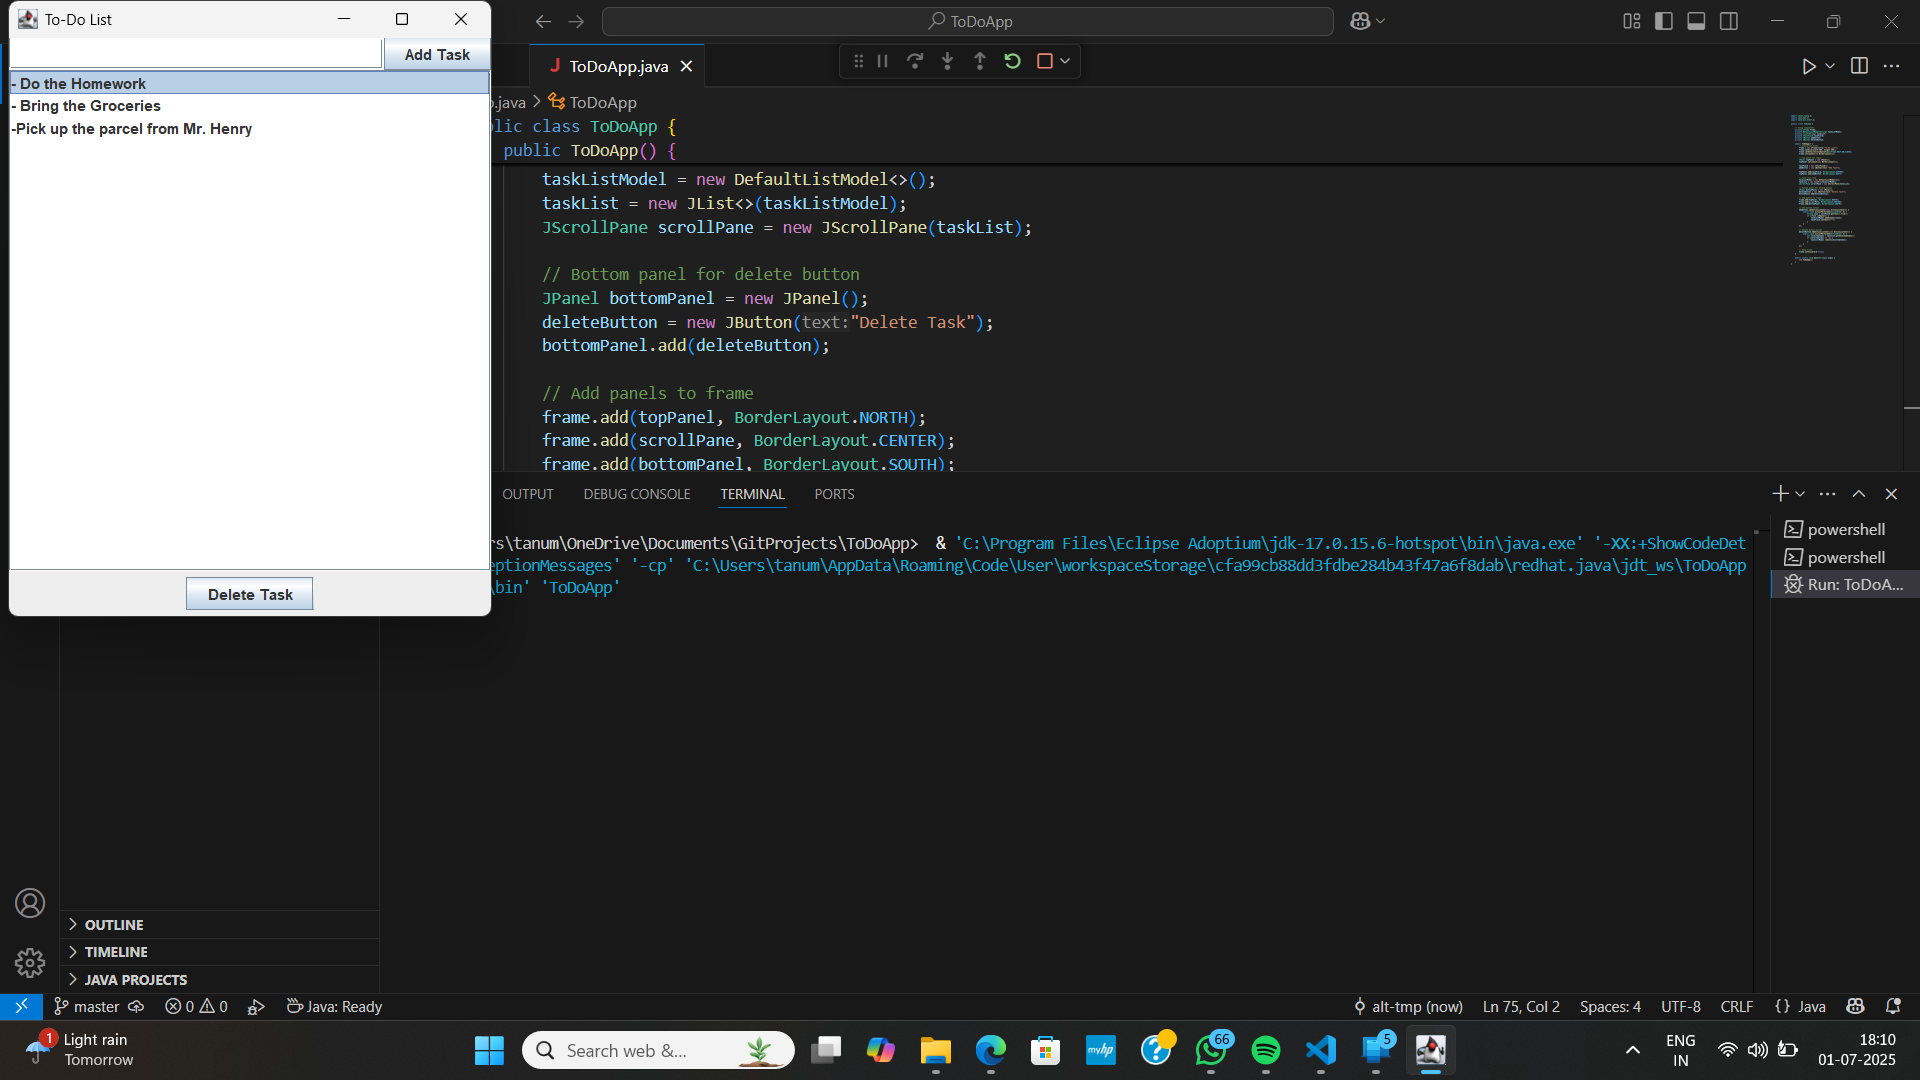 To-Do List
Add Task
- Do the Homework
- Bring the Groceries
-Pick up the parcel from Mr. Henry
Delete Task
ToDoApp
J ToDoApp.java
.java > ToDoApp
lic class ToDoApp {
public ToDoApp() {
taskListModel = new DefaultListModel<>();
taskList = new JList<>(taskListModel);
JScrollPane scrollPane = new JScrollPane(taskList);
// Bottom panel for delete button
JPanel bottomPanel = new JPanel();
deleteButton = new JButton(text:"Delete Task");
bottomPanel.add(deleteButton);
// Add panels to frame
frame.add(topPanel, BorderLayout.NORTH);
frame.add(scrollPane, BorderLayout.CENTER);
frame.add(bottomPanel, BorderLayout.SOUTH);
OUTPUT DEBUG CONSOLE TERMINAL PORTS
rs\tanum\OneDrive\Documents\GitProjects\ToDoApp> & 'C:\Program Files\Eclipse Adoptium\jdk-17.0.15.6-hotspot\bin\java.exe' '-XX:+ShowCodeDet
eptionMessages' '-cp' 'C:\Users\tanum\AppData\Roaming\Code\User\workspaceStorage\cfa99cb88dd3fdbe284b43f47a6f8dab\redhat.java\jdt_ws\ToDoApp
\bin' 'ToDoApp'
powershell
powershell
Run: ToDoA...
OUTLINE
TIMELINE
JAVA PROJECTS
master 0 0 Java: Ready alt-tmp (now) Ln 75, Col 2 Spaces: 4 UTF-8 CRLF {} Java
1 Light rain
Tomorrow
Search web &...
myhp
66
5
ENG
IN
18:10
01-07-2025